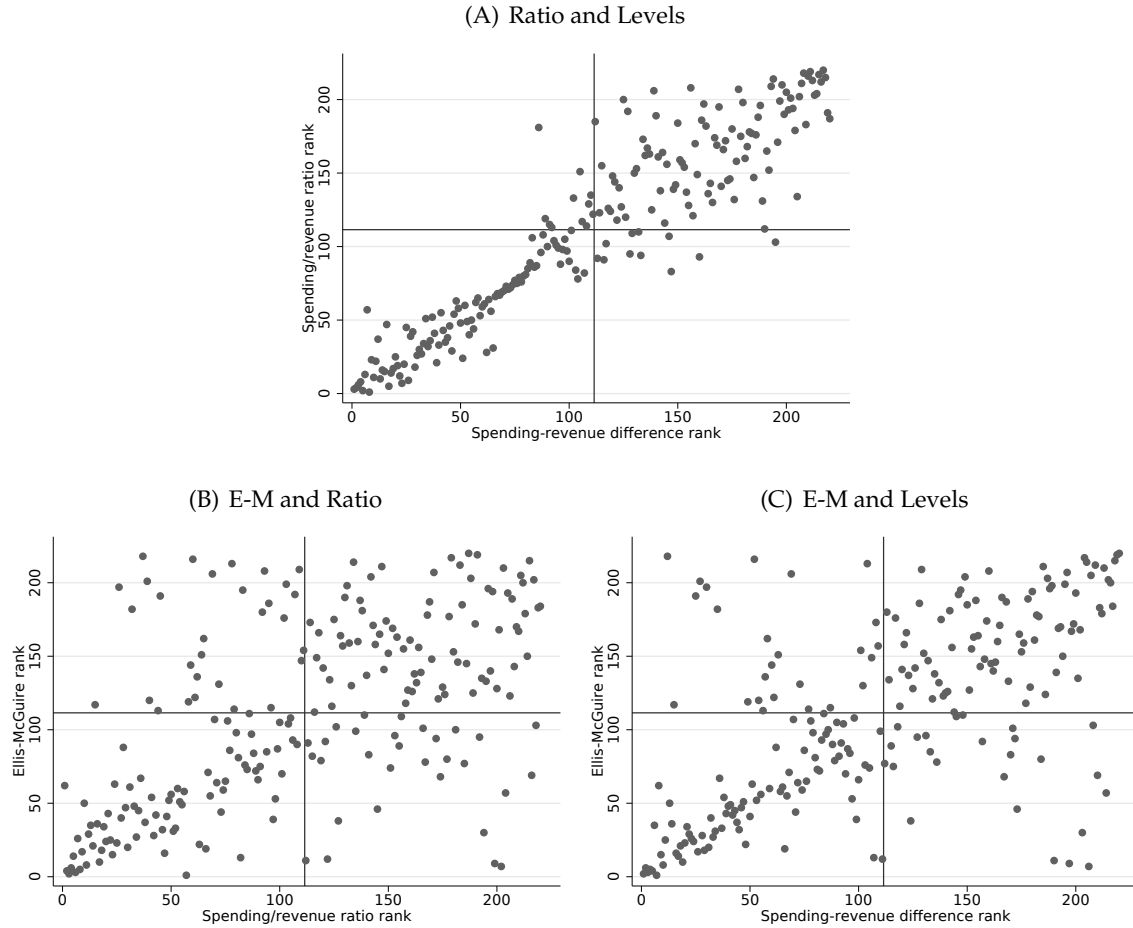 (A) Ratio and Levels
Spending/revenue ratio rank
200
150
100
50
0
0 50 100 150 200
Spending-revenue difference rank
(B) E-M and Ratio
Ellis-McGuire rank
200
150
100
50
0
0 50 100 150 200
Spending/revenue ratio rank
(C) E-M and Levels
Ellis-McGuire rank
200
150
100
50
0
0 50 100 150 200
Spending-revenue difference rank